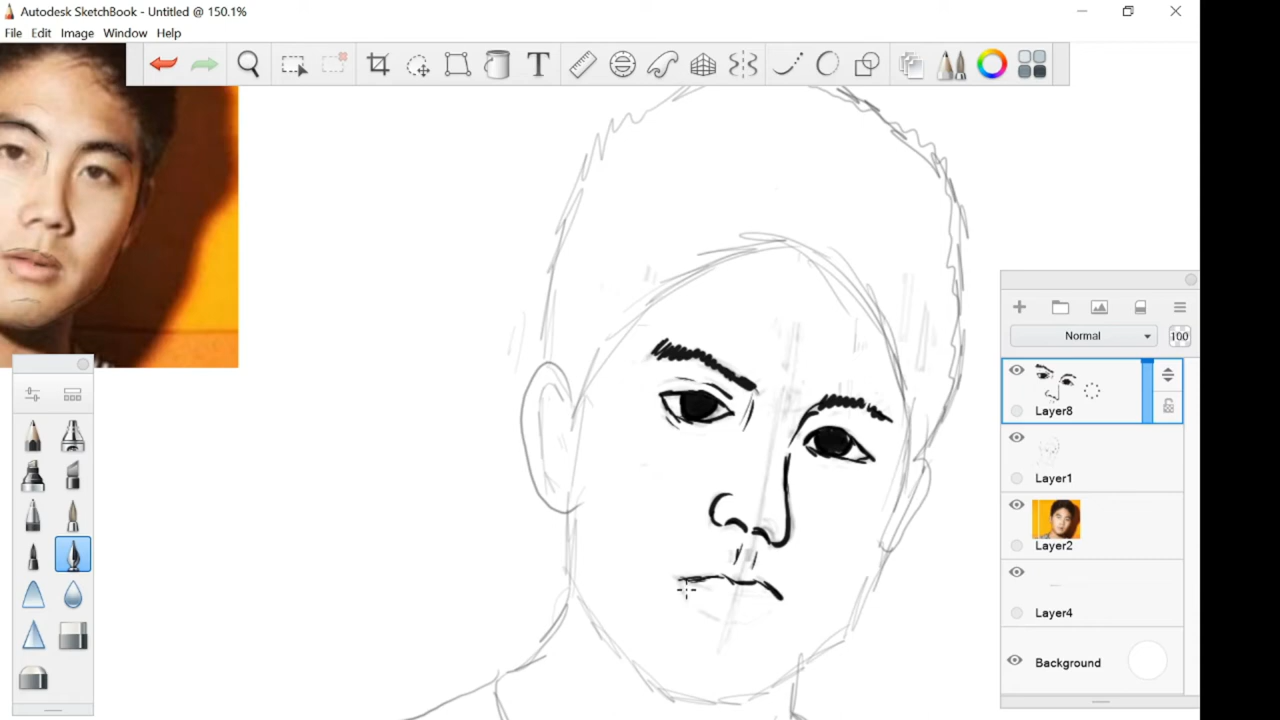 Autodesk SketchBook - Untitled @ 150.1%
File Edit Image Window Help
T
Normal 100
Layer8
Layer1
Layer2
Layer4
Background